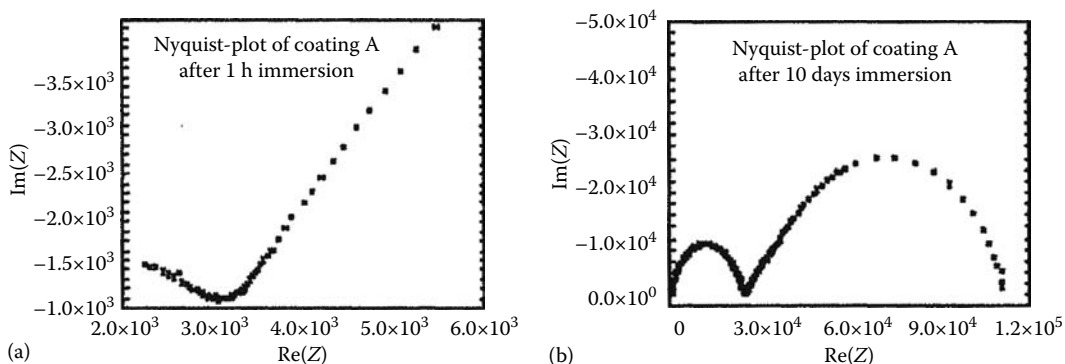 Nyquist-plot of coating A
after 1 h immersion
−3.5×10³
−3.0×10³
−2.5×10³
−2.0×10³
−1.5×10³
−1.0×10³
Im(Z)
2.0×10³
3.0×10³
4.0×10³
5.0×10³
6.0×10³
Re(Z)
(a)
Nyquist-plot of coating A
after 10 days immersion
−5.0×10⁴
−4.0×10⁴
−3.0×10⁴
−2.0×10⁴
−1.0×10⁴
0.0×10⁰
Im(Z)
0
3.0×10⁴
6.0×10⁴
9.0×10⁴
1.2×10⁵
Re(Z)
(b)